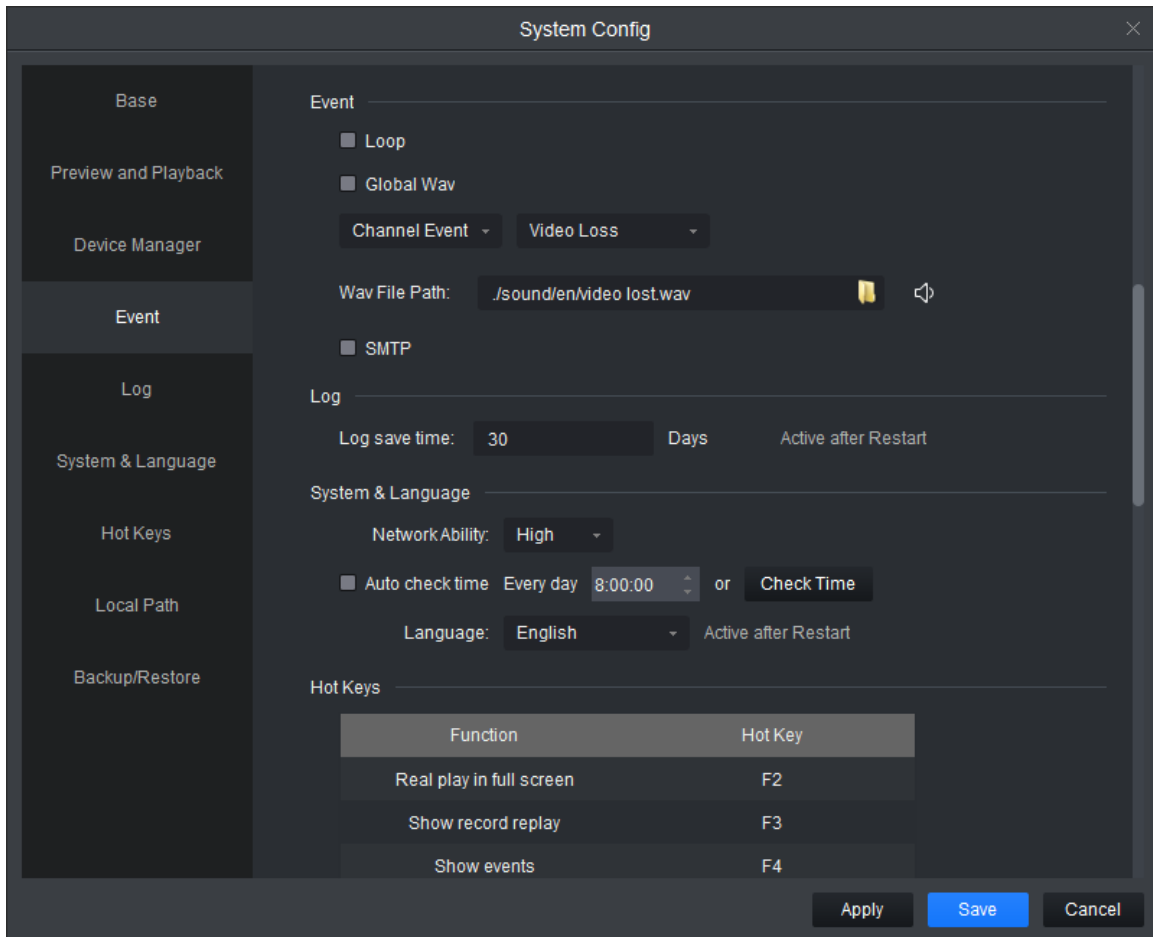 System Config
Base
Preview and Playback
Device Manager
Event
Log
System & Language
Hot Keys
Local Path
Backup/Restore
Event
Loop
Global Wav
Channel Event Video Loss
Wav File Path: ./sound/en/video lost.wav
SMTP
Log
Log save time: 30 Days Active after Restart
System & Language
Network Ability: High
Auto check time Every day 8:00:00 or Check Time
Language: English Active after Restart
Hot Keys
Function Hot Key
Real play in full screen F2
Show record replay F3
Show events F4
Apply Save Cancel